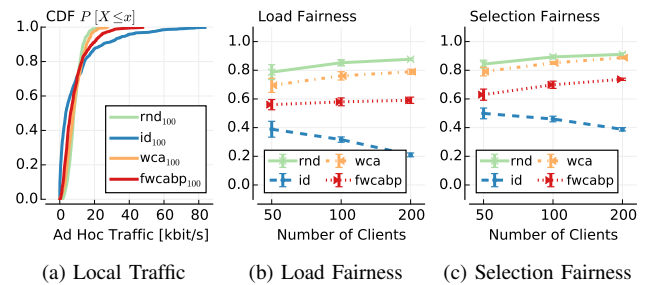 CDF P [X ≤ x]
1.0
0.8
0.6
0.4
0.2
0.0
rnd₁₀₀
id₁₀₀
wca₁₀₀
fwcabp₁₀₀
0 20 40 60 80
Ad Hoc Traffic [kbit/s]
(a) Local Traffic
Load Fairness
1.0
0.8
0.6
0.4
0.2
0.0
rnd wca
id fwcabp
50 100 200
Number of Clients
(b) Load Fairness
Selection Fairness
1.0
0.8
0.6
0.4
0.2
0.0
rnd wca
id fwcabp
50 100 200
Number of Clients
(c) Selection Fairness